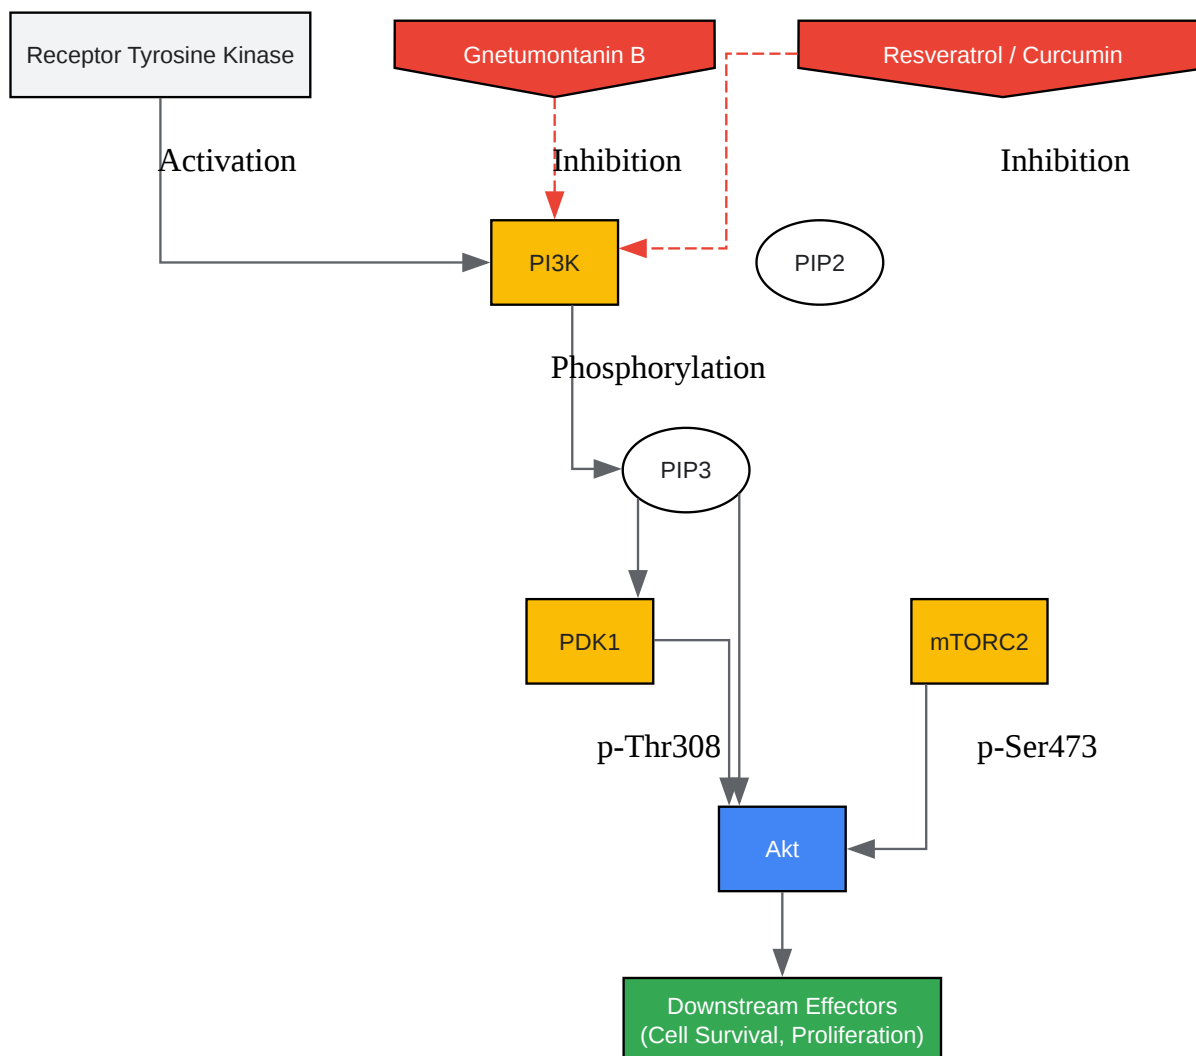 Receptor Tyrosine Kinase
Gnetumontanin B
Resveratrol / Curcumin
Activation
Inhibition
Inhibition
PI3K
PIP2
Phosphorylation
PIP3
PDK1
mTORC2
p-Thr308
p-Ser473
Akt
Downstream Effectors
(Cell Survival, Proliferation)